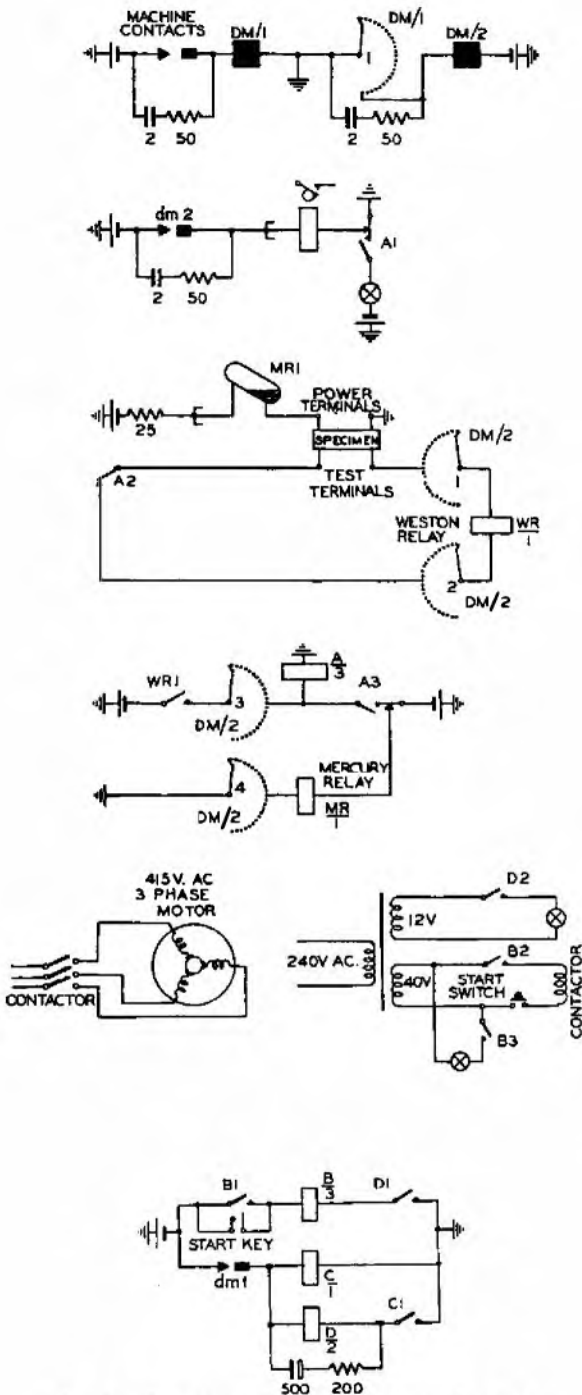 MACHINE
CONTACTS
DM/1
DM/1
1
DM/2
2 50
2 50
dm 2
2 50
A1
MR1
POWER
TERMINALS
25
SPECIMEN
A2
TEST
TERMINALS
DM/2
1
WESTON
RELAY
WR
1
2
DM/2
WR1
3
DM/2
A
3
A3
4
DM/2
MERCURY
RELAY
MR
1
415V. AC
3 PHASE
MOTOR
CONTACTOR
240V AC.
12V
D2
40V
B2
START
SWITCH
B3
CONTACTOR
B1
B
3
D1
START KEY
dm1
C
1
D
2
C1
500 200